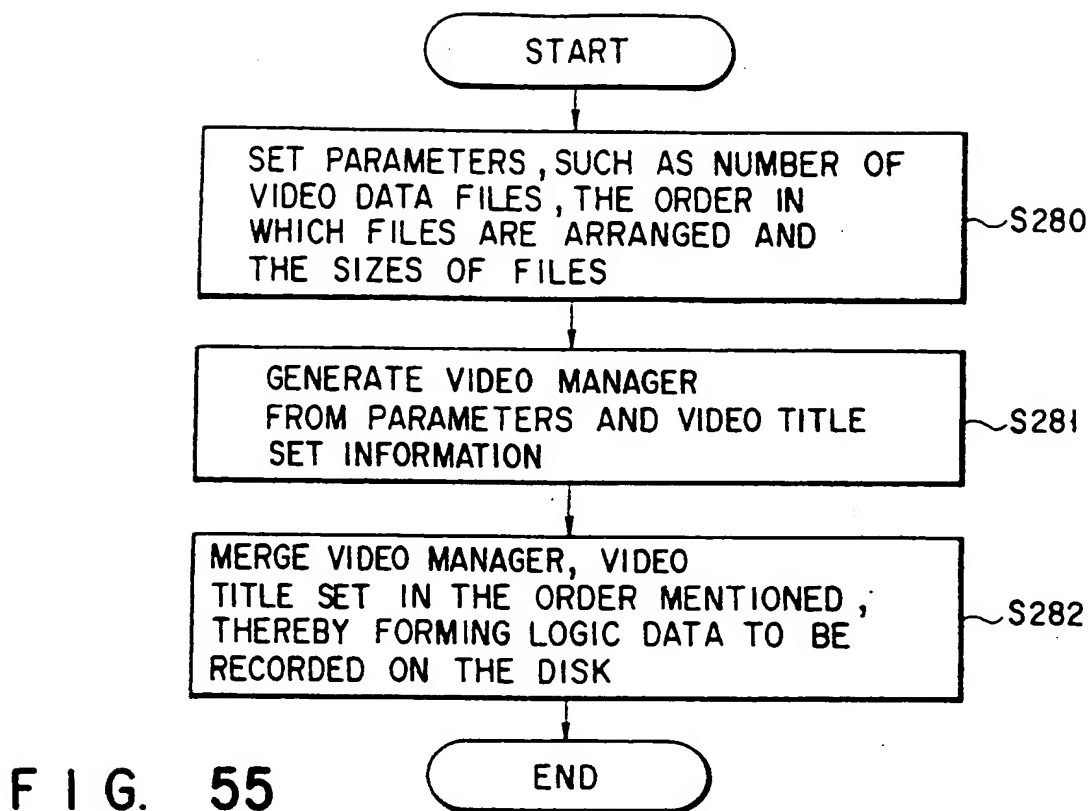 START
SET PARAMETERS, SUCH AS NUMBER OF
VIDEO DATA FILES, THE ORDER IN
WHICH FILES ARE ARRANGED AND
THE SIZES OF FILES
S280
GENERATE VIDEO MANAGER
FROM PARAMETERS AND VIDEO TITLE
SET INFORMATION
S281
MERGE VIDEO MANAGER, VIDEO
TITLE SET IN THE ORDER MENTIONED,
THEREBY FORMING LOGIC DATA TO BE
RECORDED ON THE DISK
S282
END
FIG. 55